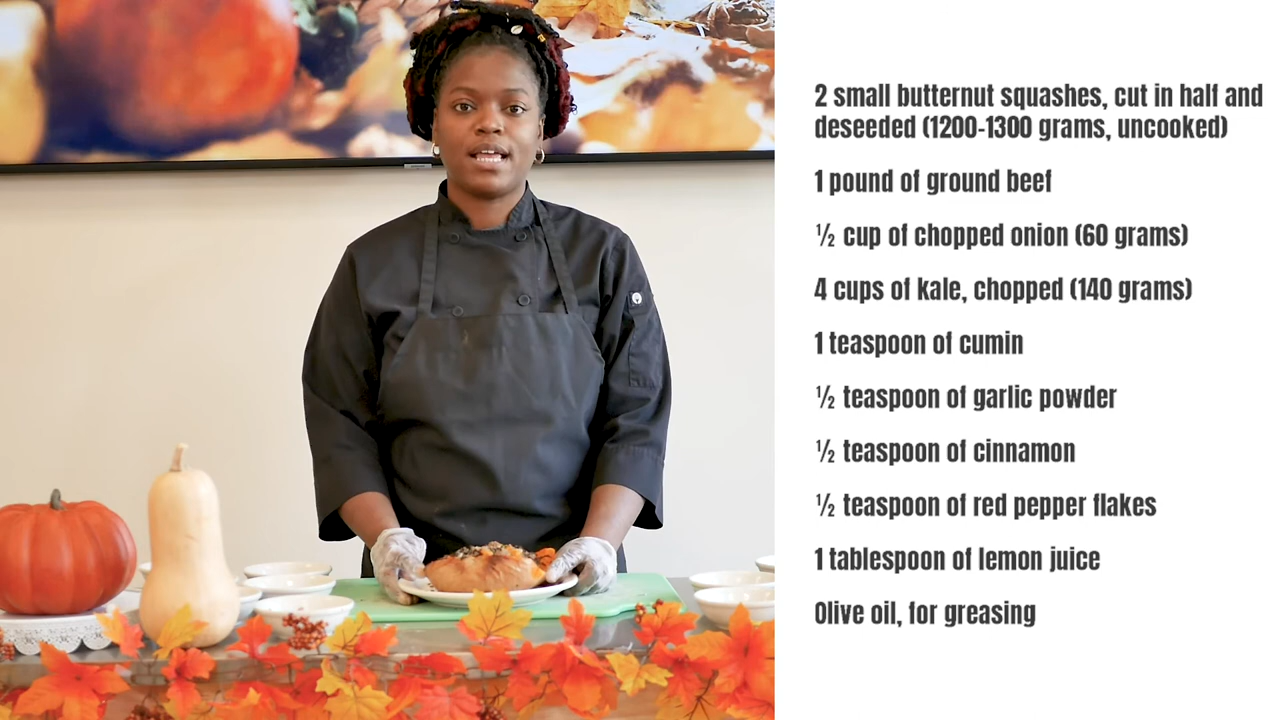 2 small butternut squashes, cut in half and
deseeded (1200-1300 grams, uncooked)
1 pound of ground beef
½ cup of chopped onion (60 grams)
4 cups of kale, chopped (140 grams)
1 teaspoon of cumin
½ teaspoon of garlic powder
½ teaspoon of cinnamon
½ teaspoon of red pepper flakes
1 tablespoon of lemon juice
Olive oil, for greasing